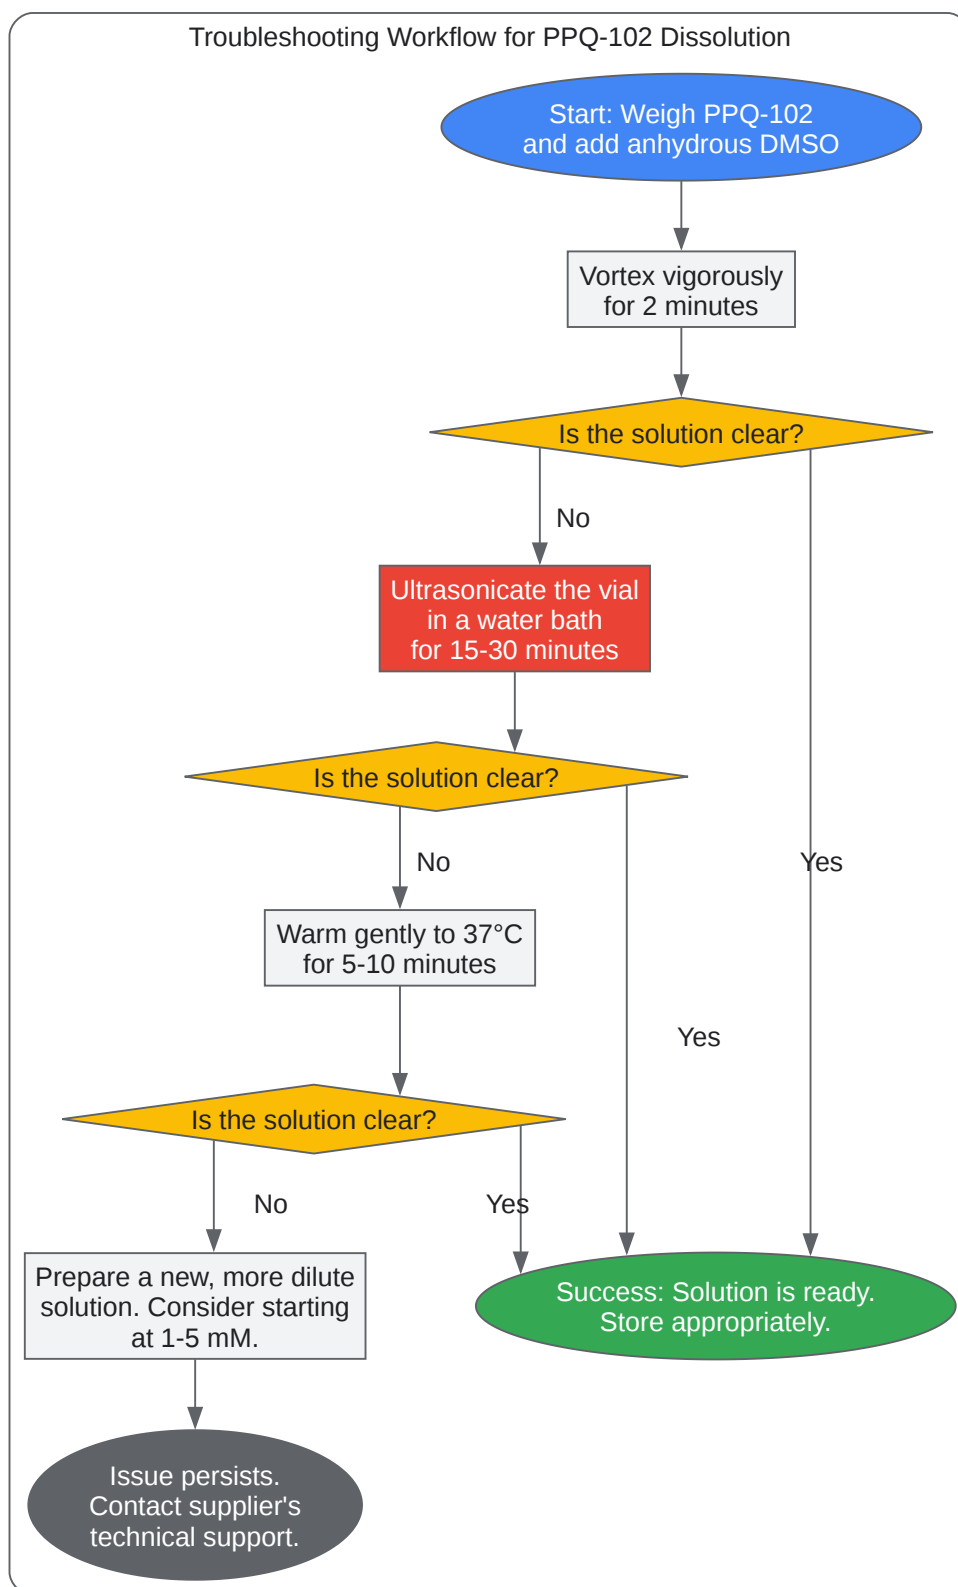 Troubleshooting Workflow for PPQ-102 Dissolution
Start: Weigh PPQ-102
and add anhydrous DMSO
Vortex vigorously
for 2 minutes
Is the solution clear?
No
Ultrasonicate the vial
in a water bath
for 15-30 minutes
Is the solution clear?
No
Yes
Warm gently to 37°C
for 5-10 minutes
Yes
Is the solution clear?
No
Yes
Prepare a new, more dilute
solution. Consider starting
at 1-5 mM.
Success: Solution is ready.
Store appropriately.
Issue persists.
Contact supplier's
technical support.